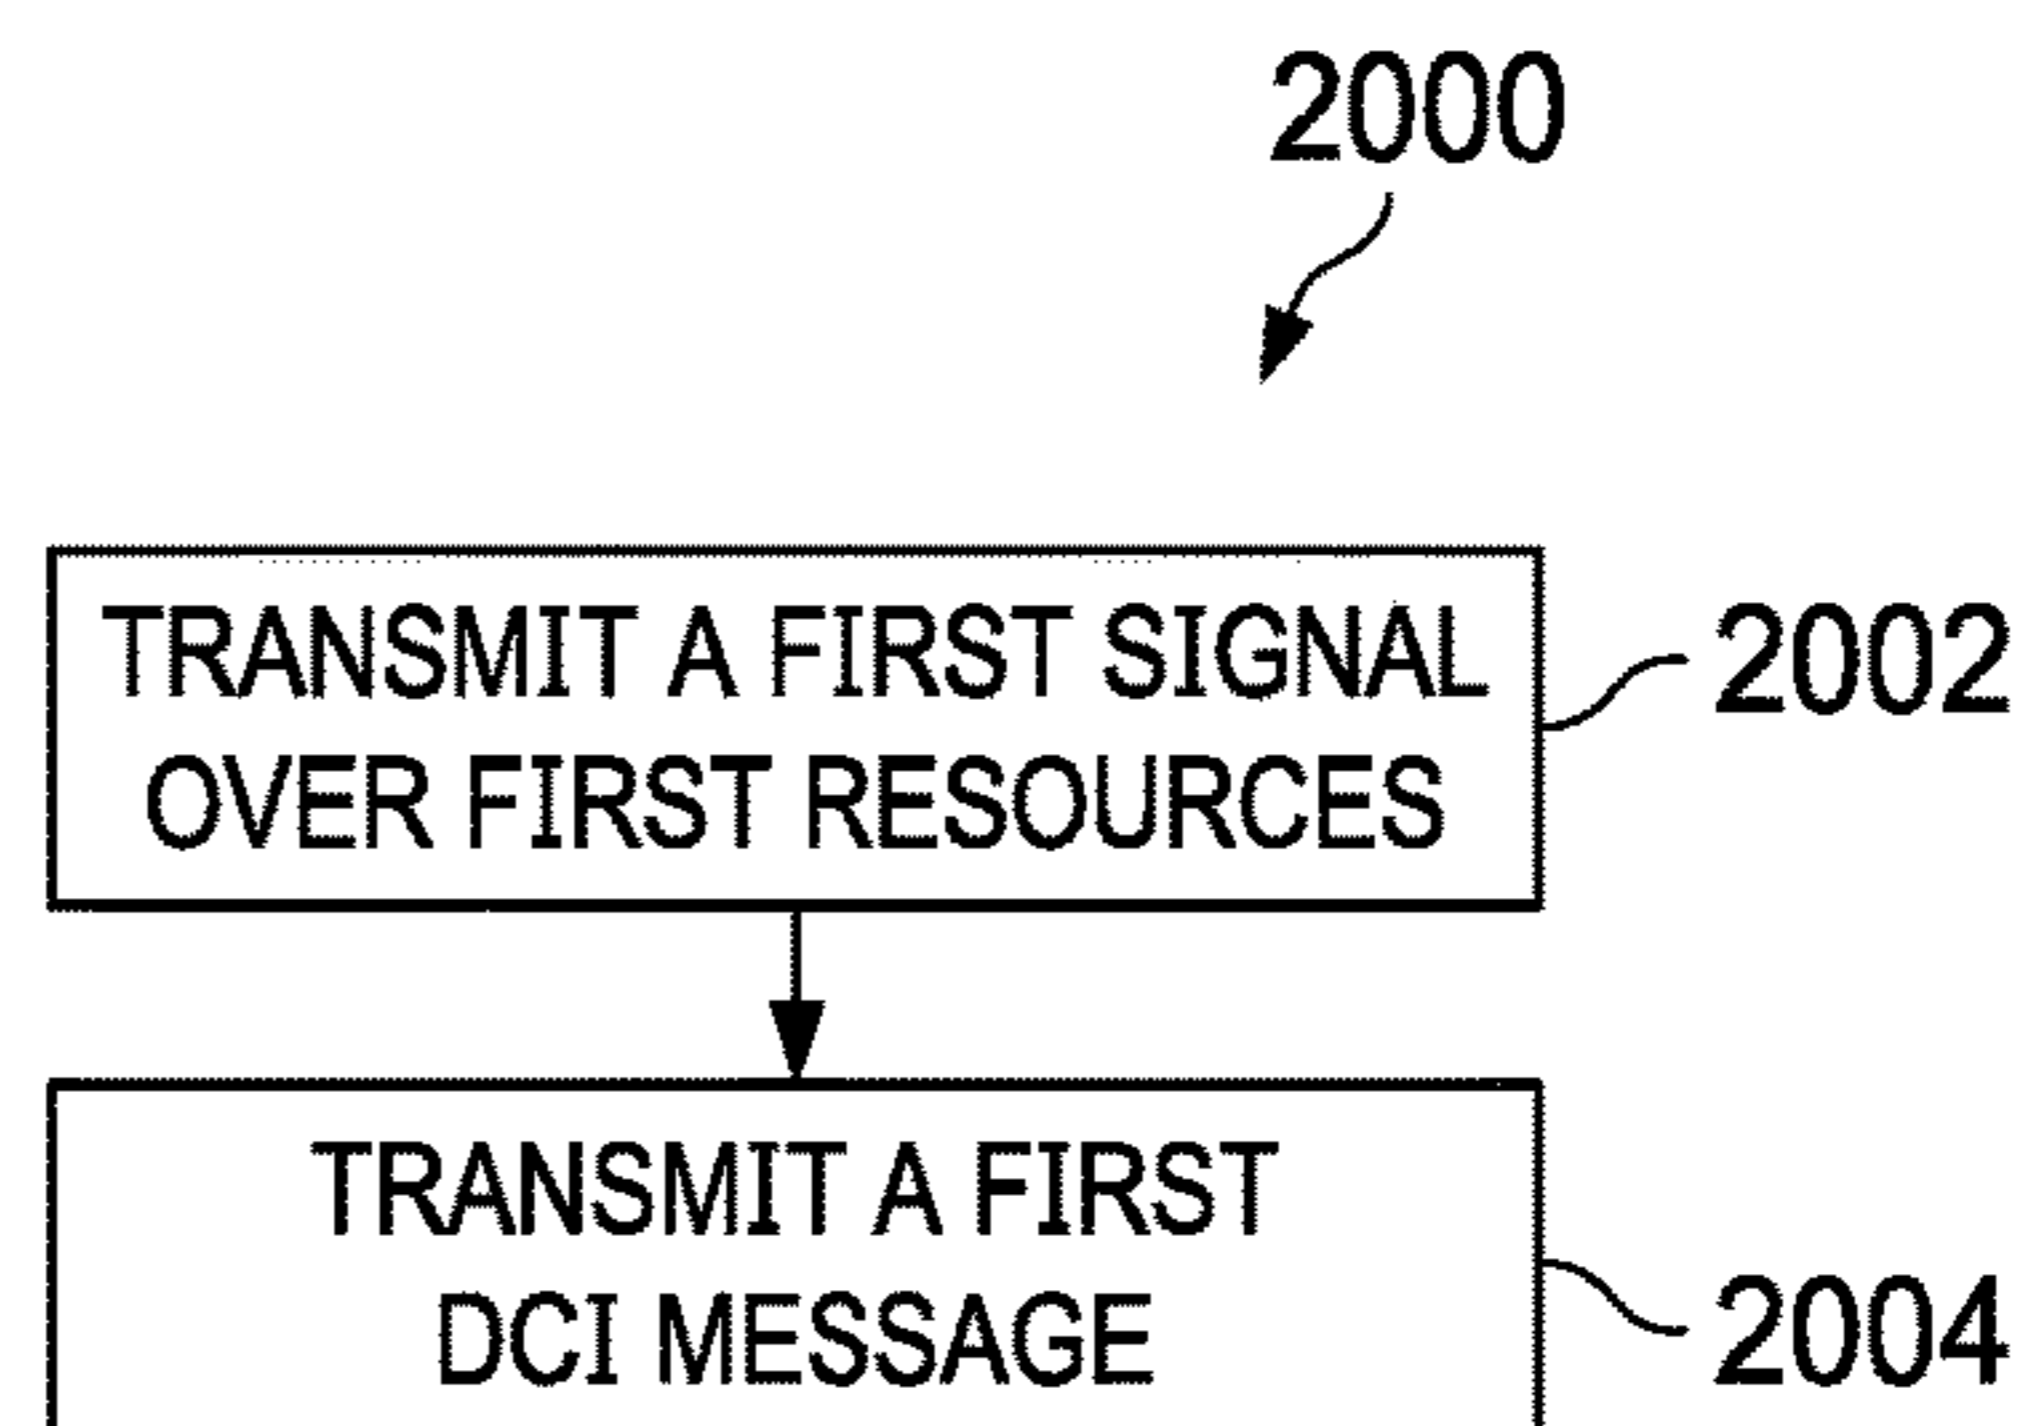 2000
TRANSMIT A FIRST SIGNAL
OVER FIRST RESOURCES
2002
TRANSMIT A FIRST
DCI MESSAGE
2004